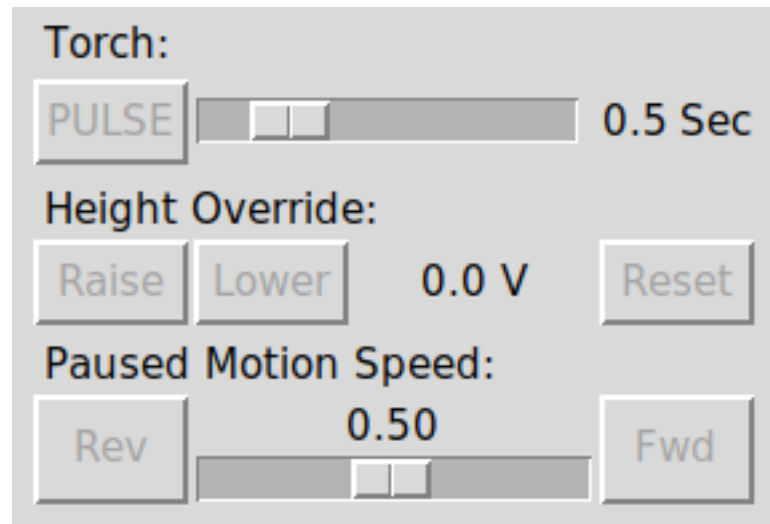 Torch:
PULSE 0.5 Sec
Height Override:
Raise Lower 0.0 V Reset
Paused Motion Speed:
0.50
Rev Fwd